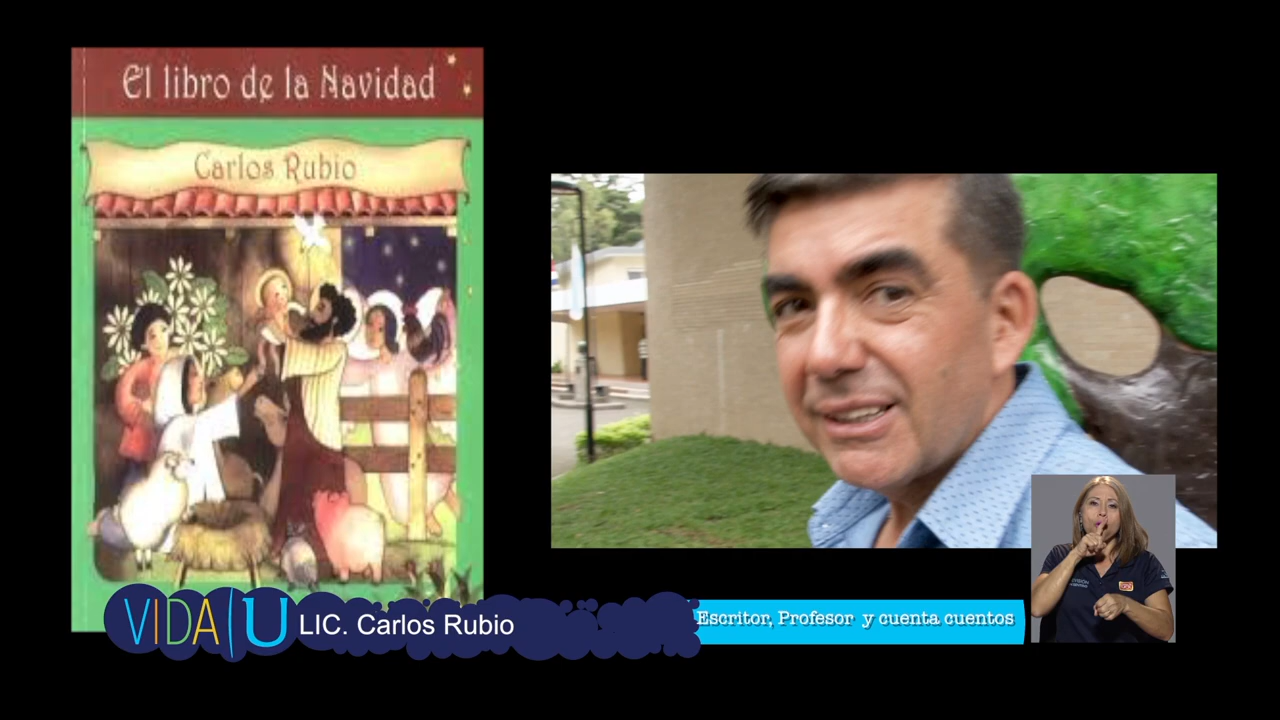 El libro de la Navidad
Carlos Rubio
VIDA U
LIC. Carlos Rubio
Escritor, Profesor y cuenta cuentos